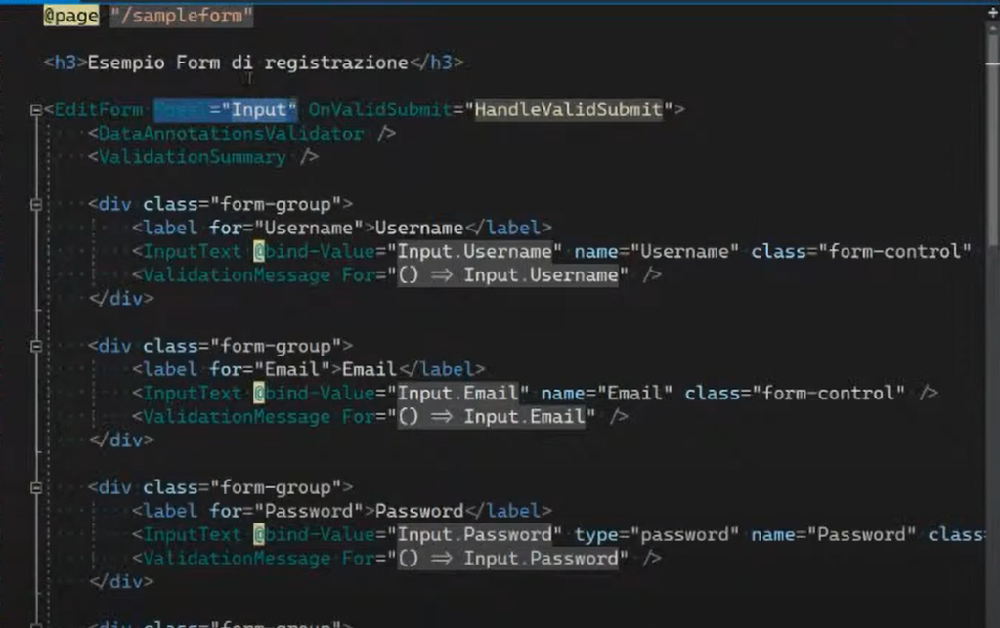 @page "/sampleform"
<h3>Esempio Form di registrazione</h3>
<EditForm ="Input" OnValidSubmit="HandleValidSubmit">
<DataAnnotationsValidator />
<ValidationSummary />
<div class="form-group">
<label for="Username">Username</label>
<InputText @bind-Value="Input.Username" name="Username" class="form-control"
<ValidationMessage For="() => Input.Username" />
</div>
<div class="form-group">
<label for="Email">Email</label>
<InputText @bind-Value="Input.Email" name="Email" class="form-control" />
<ValidationMessage For="() => Input.Email" />
</div>
<div class="form-group">
<label for="Password">Password</label>
<InputText @bind-Value="Input.Password" type="password" name="Password" class=
<ValidationMessage For="() => Input.Password" />
</div>
<div class="form-group">